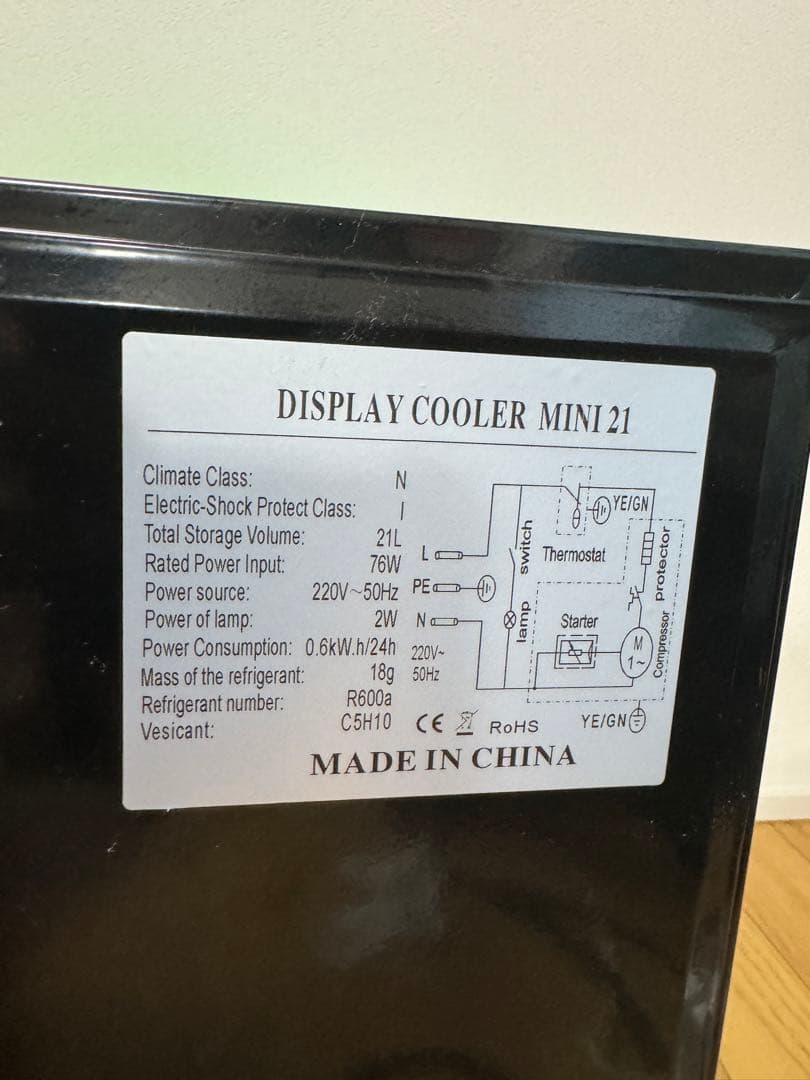 DISPLAY COOLER MINI 21
Climate Class: N
Electric-Shock Protect Class: I
Total Storage Volume: 21L
Rated Power Input: 76W
Power source: 220V~50Hz
Power of lamp: 2W
Power Consumption: 0.6kW.h/24h
Mass of the refrigerant: 18g
Refrigerant number: R600a
Vesicant: C5H10
L
PE
N
220V~
50Hz
switch
lamp
Thermostat
YE/GN
Starter
M
1~
Compressor
protector
YE/GN
CE RoHS
MADE IN CHINA